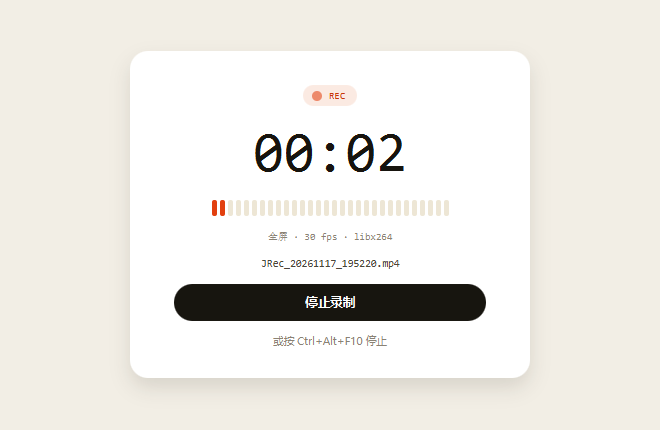 REC
00:02
全屏 · 30 fps · libx264
JRec_20261117_195220.mp4
停止录制
或按 Ctrl+Alt+F10 停止